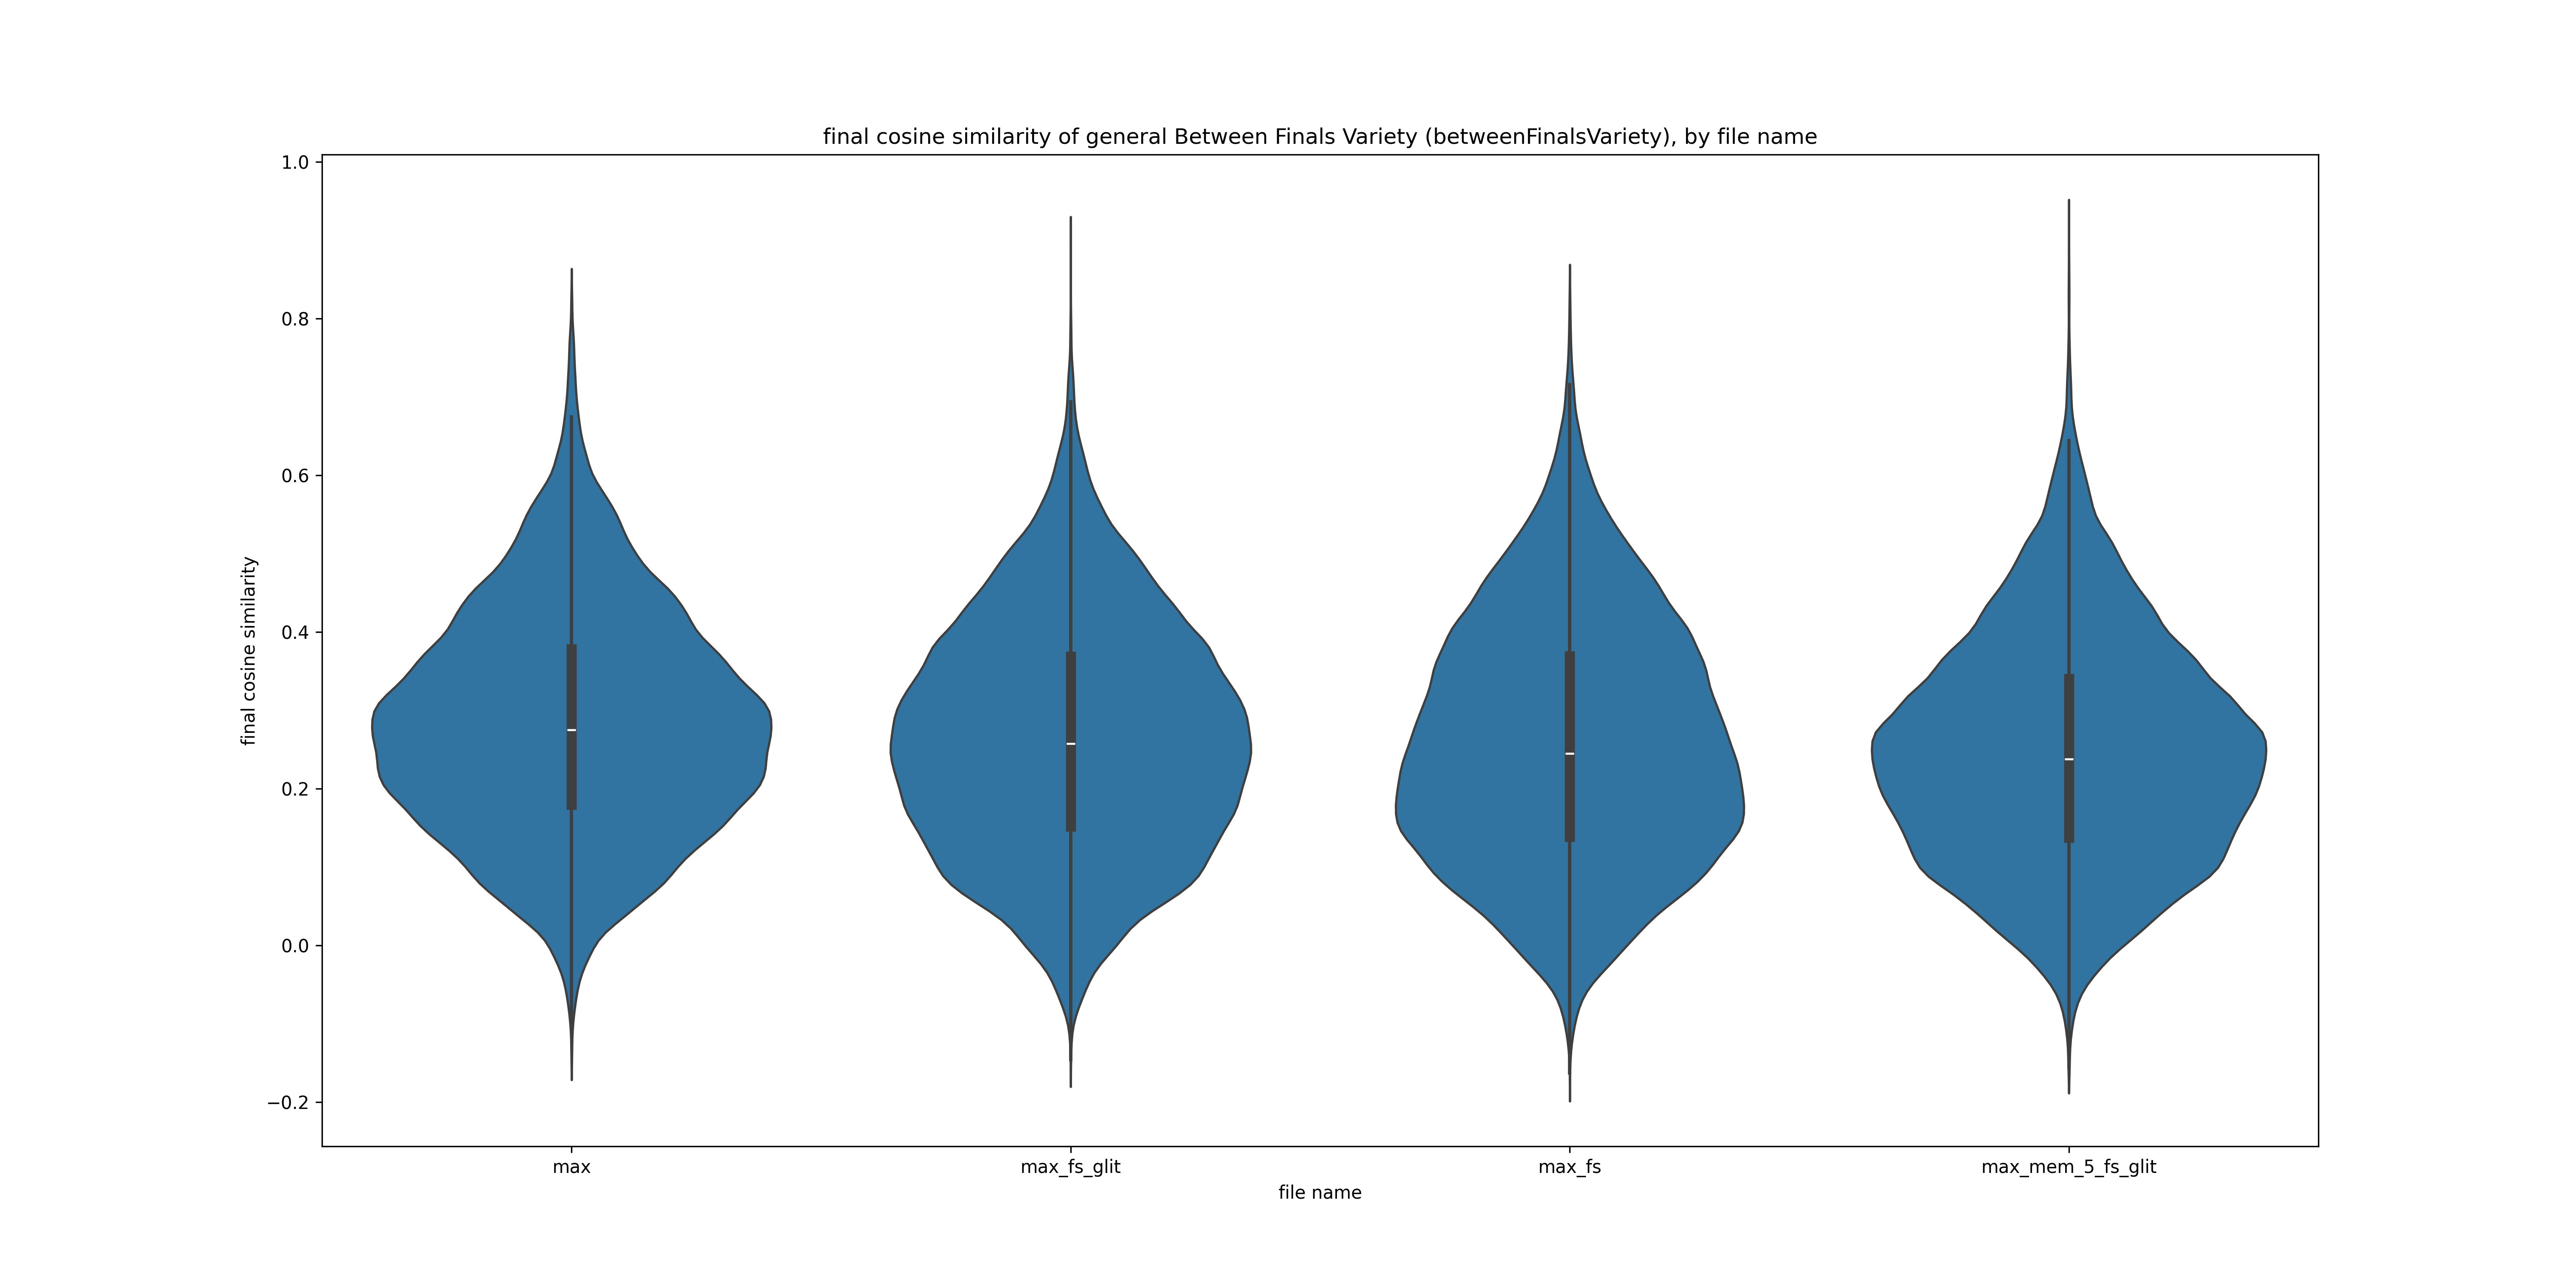 final cosine similarity of general Between Finals Variety (betweenFinalsVariety), by file name
1.0
0.8
0.6
0.4
0.2
0.0
−0.2
final cosine similarity
max
max_fs_glit
max_fs
max_mem_5_fs_glit
file name